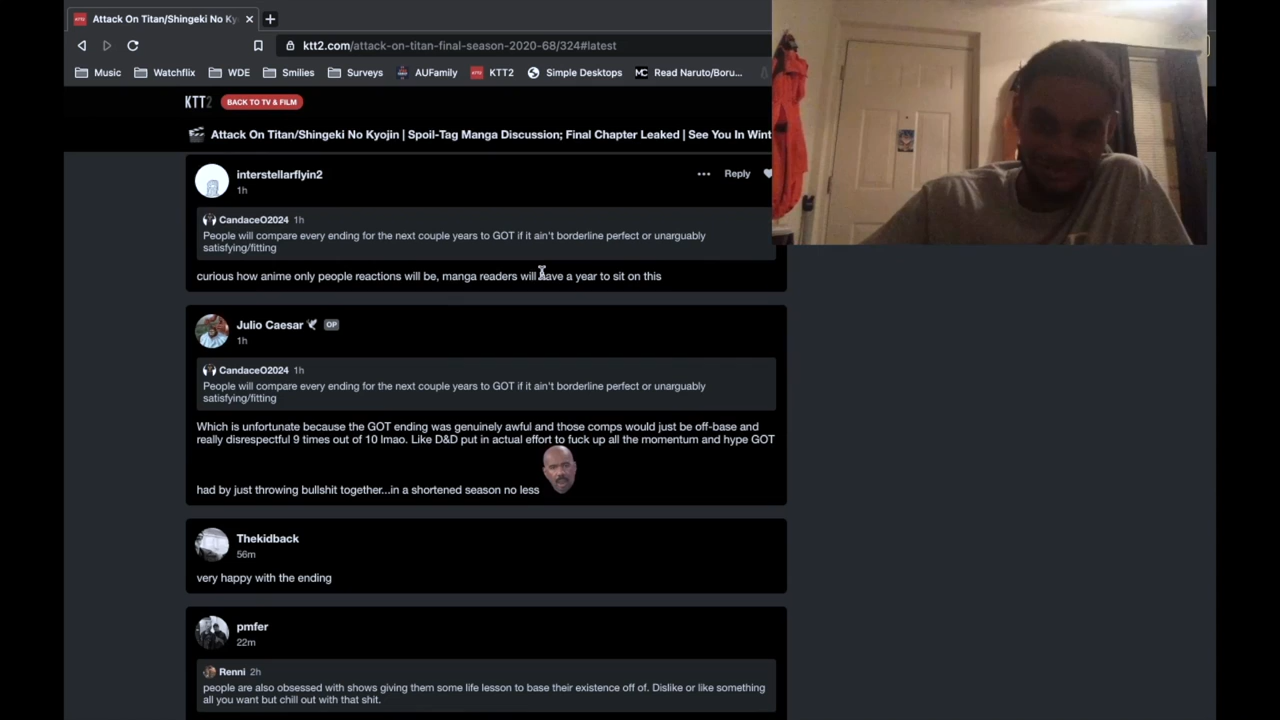 Attack On Titan/Shingeki No Ky
ktt2.com/attack-on-titan-final-season-2020-68/324#latest
Music Watchflix WDE Smilies Surveys AUFamily KTT2 Simple Desktops Read Naruto/Boru...
KTT2 BACK TO TV & FILM
Attack On Titan/Shingeki No Kyojin | Spoil-Tag Manga Discussion; Final Chapter Leaked | See You In Wint
interstellarflyin2
1h
Reply
CandaceO2024 1h
People will compare every ending for the next couple years to GOT if it ain't borderline perfect or unarguably
satisfying/fitting
curious how anime only people reactions will be, manga readers will have a year to sit on this
Julio Caesar OP
1h
CandaceO2024 1h
People will compare every ending for the next couple years to GOT if it ain't borderline perfect or unarguably
satisfying/fitting
Which is unfortunate because the GOT ending was genuinely awful and those comps would just be off-base and
really disrespectful 9 times out of 10 lmao. Like D&D put in actual effort to fuck up all the momentum and hype GOT
had by just throwing bullshit together...in a shortened season no less
Thekidback
56m
very happy with the ending
pmfer
22m
Renni 2h
people are also obsessed with shows giving them some life lesson to base their existence off of. Dislike or like something
all you want but chill out with that shit.